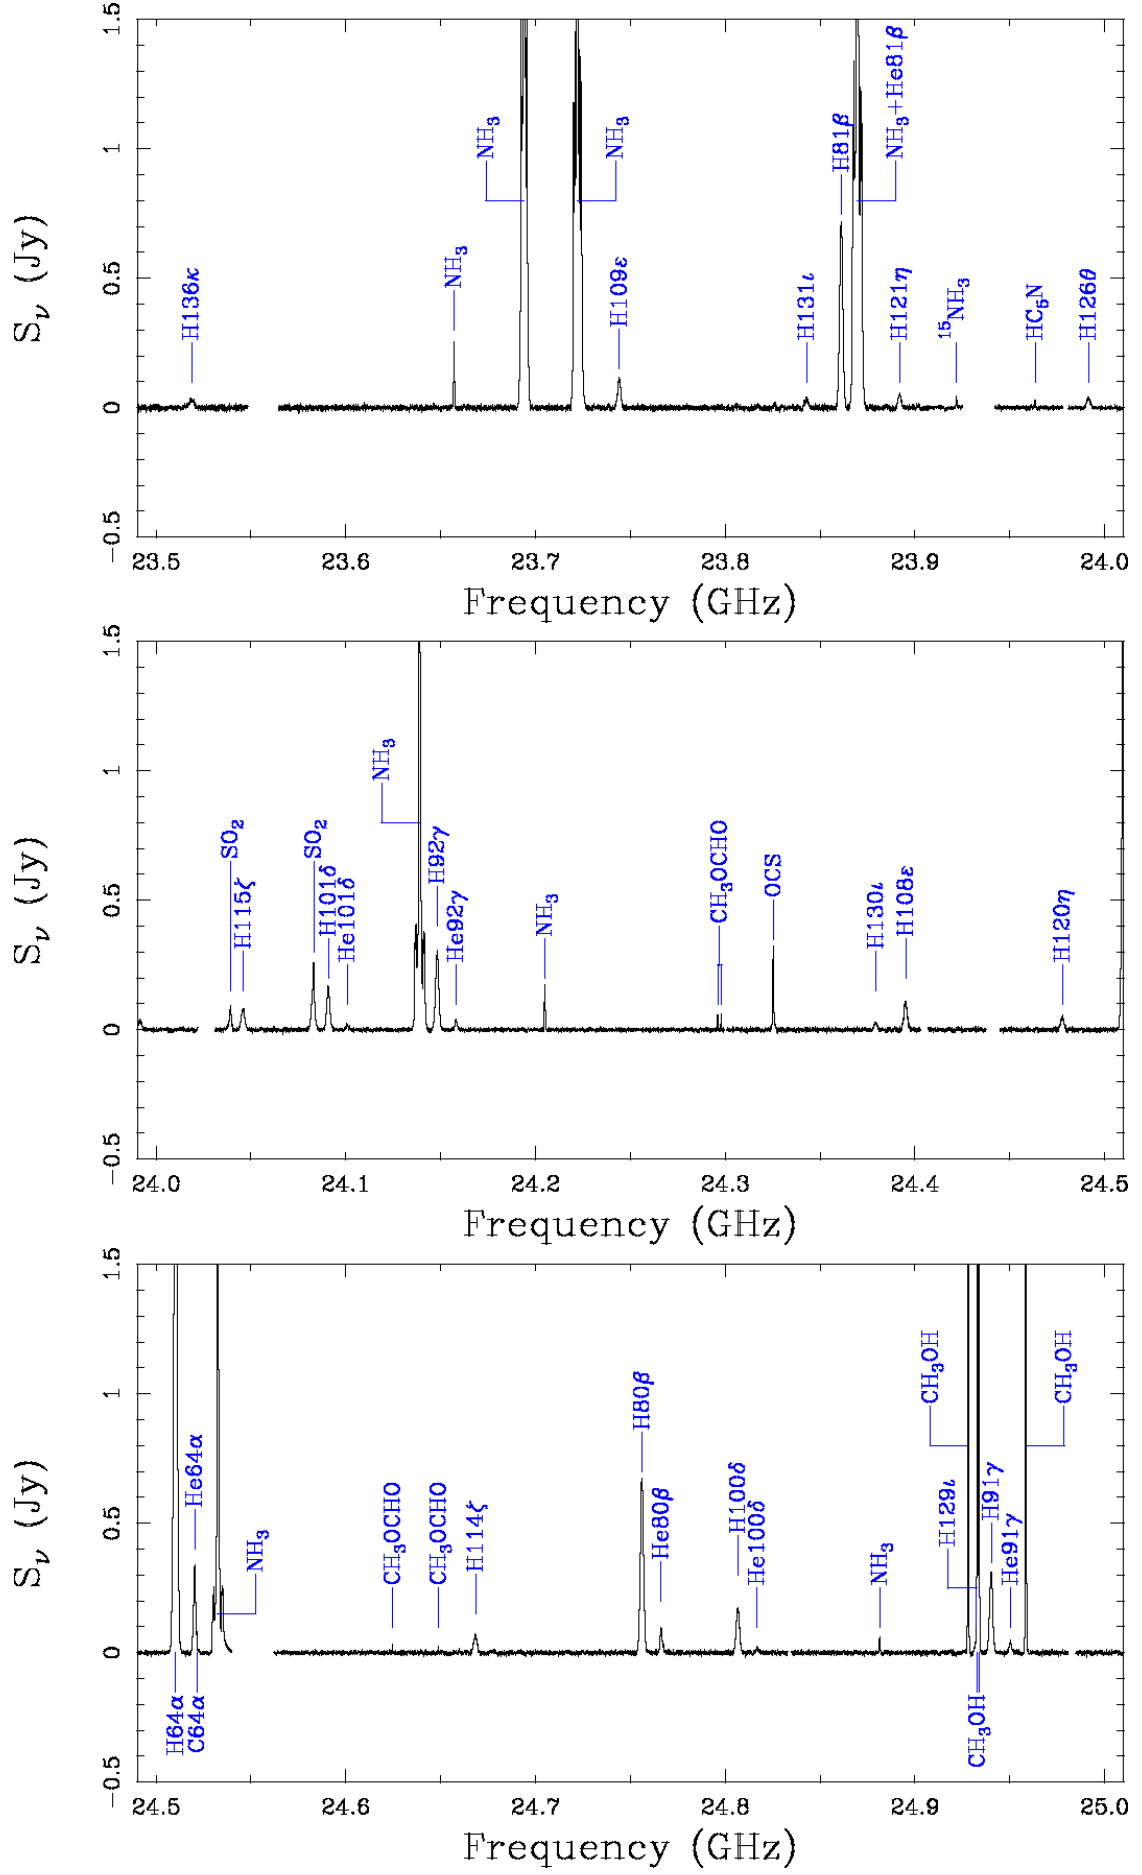 S_ν (Jy)
1.5
1
0.5
0
−0.5
H136κ
NH₃
NH₃
NH₃
H109ε
H131ι
H81β
NH₃+He81β
H121η
¹⁵NH₃
HC₅N
H126θ
23.5 23.6 23.7 23.8 23.9 24.0
Frequency (GHz)
S_ν (Jy)
1.5
1
0.5
0
−0.5
SO₂
H115ζ
SO₂
H101δ
He101δ
NH₃
H92γ
He92γ
NH₃
CH₃OCHO
OCS
H130ι
H108ε
H120η
24.0 24.1 24.2 24.3 24.4 24.5
Frequency (GHz)
S_ν (Jy)
1.5
1
0.5
0
−0.5
H64α
C64α
He64α
NH₃
CH₃OCHO
CH₃OCHO
H114ζ
H80β
He80β
H100δ
He100δ
NH₃
CH₃OH
H129ι
CH₃OH
H91γ
He91γ
CH₃OH
24.5 24.6 24.7 24.8 24.9 25.0
Frequency (GHz)